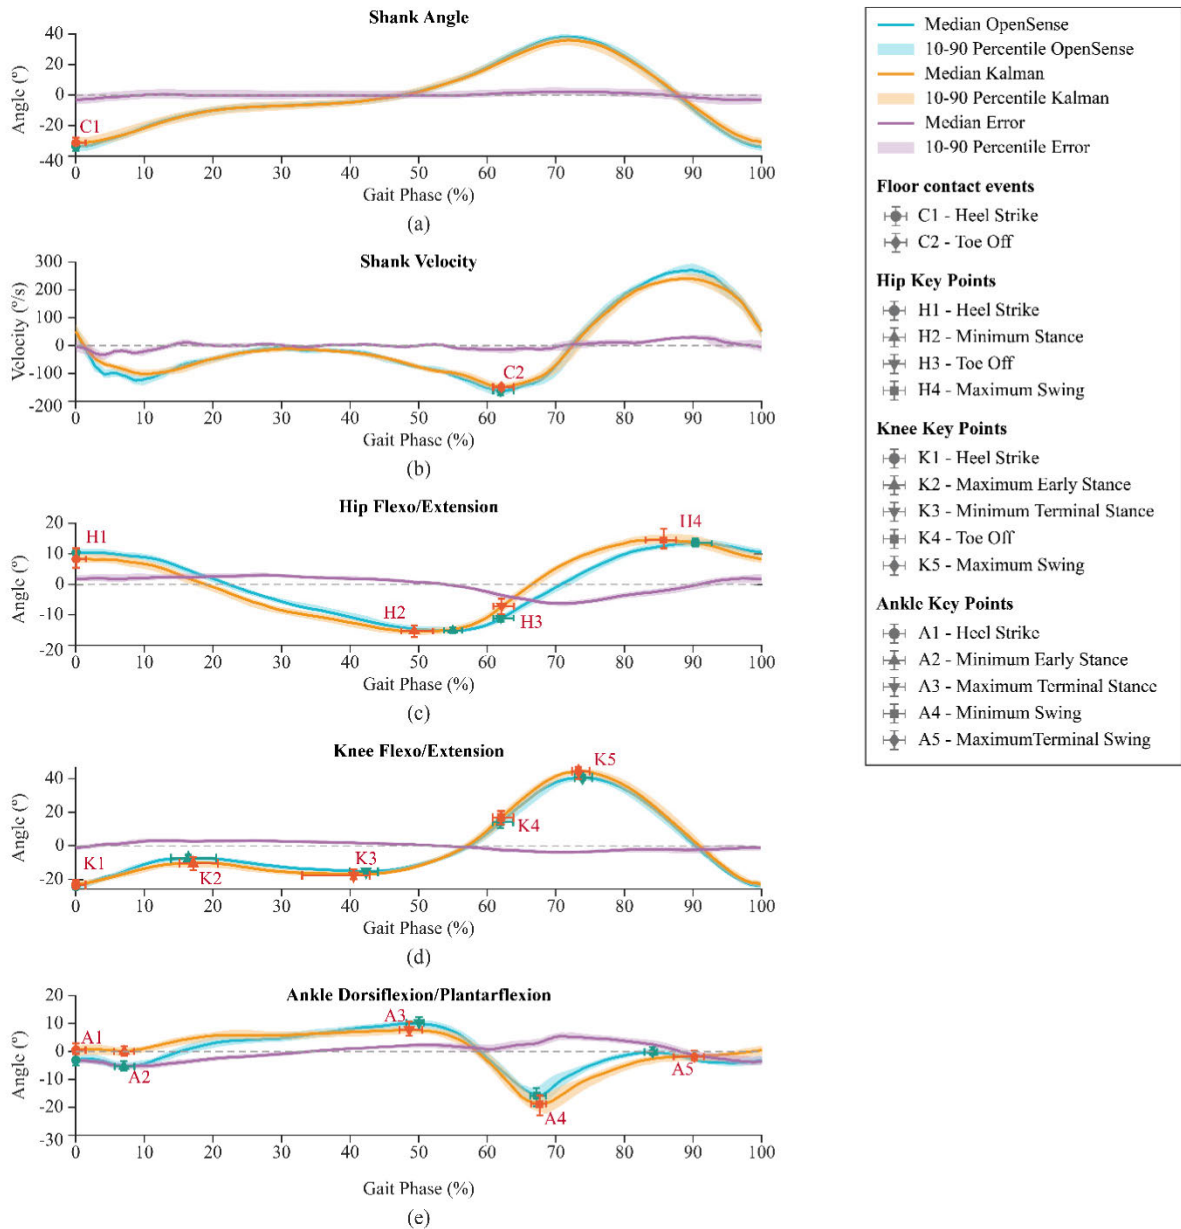 Shank Angle
40
20
0
-20
-40
Angle (°)
C1
0 10 20 30 40 50 60 70 80 90 100
Gait Phase (%)
(a)
Shank Velocity
300
200
100
0
-100
-200
Velocity (°/s)
C2
0 10 20 30 40 50 60 70 80 90 100
Gait Phase (%)
(b)
Hip Flexo/Extension
20
10
0
-10
-20
Angle (°)
H1
H2
H3
H4
0 10 20 30 40 50 60 70 80 90 100
Gait Phase (%)
(c)
Knee Flexo/Extension
40
20
0
-20
Angle (°)
K1
K2
K3
K4
K5
0 10 20 30 40 50 60 70 80 90 100
Gait Phase (%)
(d)
Ankle Dorsiflexion/Plantarflexion
20
10
0
-10
-20
-30
Angle (°)
A1
A2
A3
A4
A5
0 10 20 30 40 50 60 70 80 90 100
Gait Phase (%)
(e)
Median OpenSense
10-90 Percentile OpenSense
Median Kalman
10-90 Percentile Kalman
Median Error
10-90 Percentile Error
Floor contact events
C1 - Heel Strike
C2 - Toe Off
Hip Key Points
H1 - Heel Strike
H2 - Minimum Stance
H3 - Toe Off
H4 - Maximum Swing
Knee Key Points
K1 - Heel Strike
K2 - Maximum Early Stance
K3 - Minimum Terminal Stance
K4 - Toe Off
K5 - Maximum Swing
Ankle Key Points
A1 - Heel Strike
A2 - Minimum Early Stance
A3 - Maximum Terminal Stance
A4 - Minimum Swing
A5 - MaximumTerminal Swing